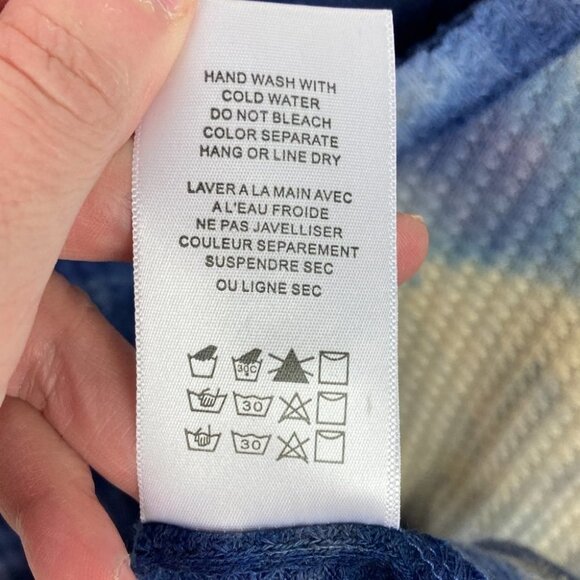 HAND WASH WITH
COLD WATER
DO NOT BLEACH
COLOR SEPARATE
HANG OR LINE DRY
LAVER A LA MAIN AVEC
A L'EAU FROIDE
NE PAS JAVELLISER
COULEUR SEPAREMENT
SUSPENDRE SEC
OU LIGNE SEC
30C
30
30